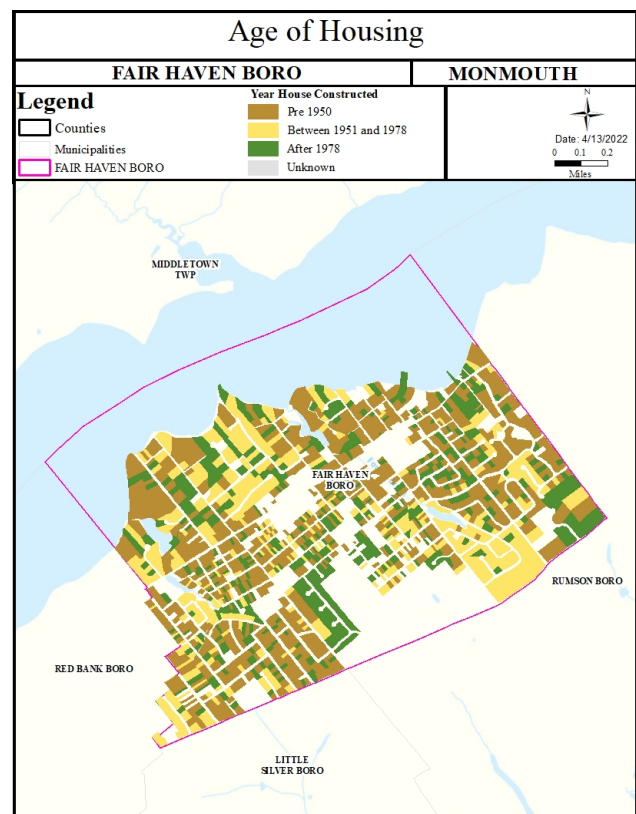 Age of Housing
FAIR HAVEN BORO
MONMOUTH
Legend
Counties
Municipalities
FAIR HAVEN BORO
Year House Constructed
Pre 1950
Between 1951 and 1978
After 1978
Unknown
N
Date: 4/13/2022
0 0.1 0.2
Miles
MIDDLETOWN
TWP
FAIR HAVEN
BORO
RUMSON BORO
RED BANK BORO
LITTLE
SILVER BORO